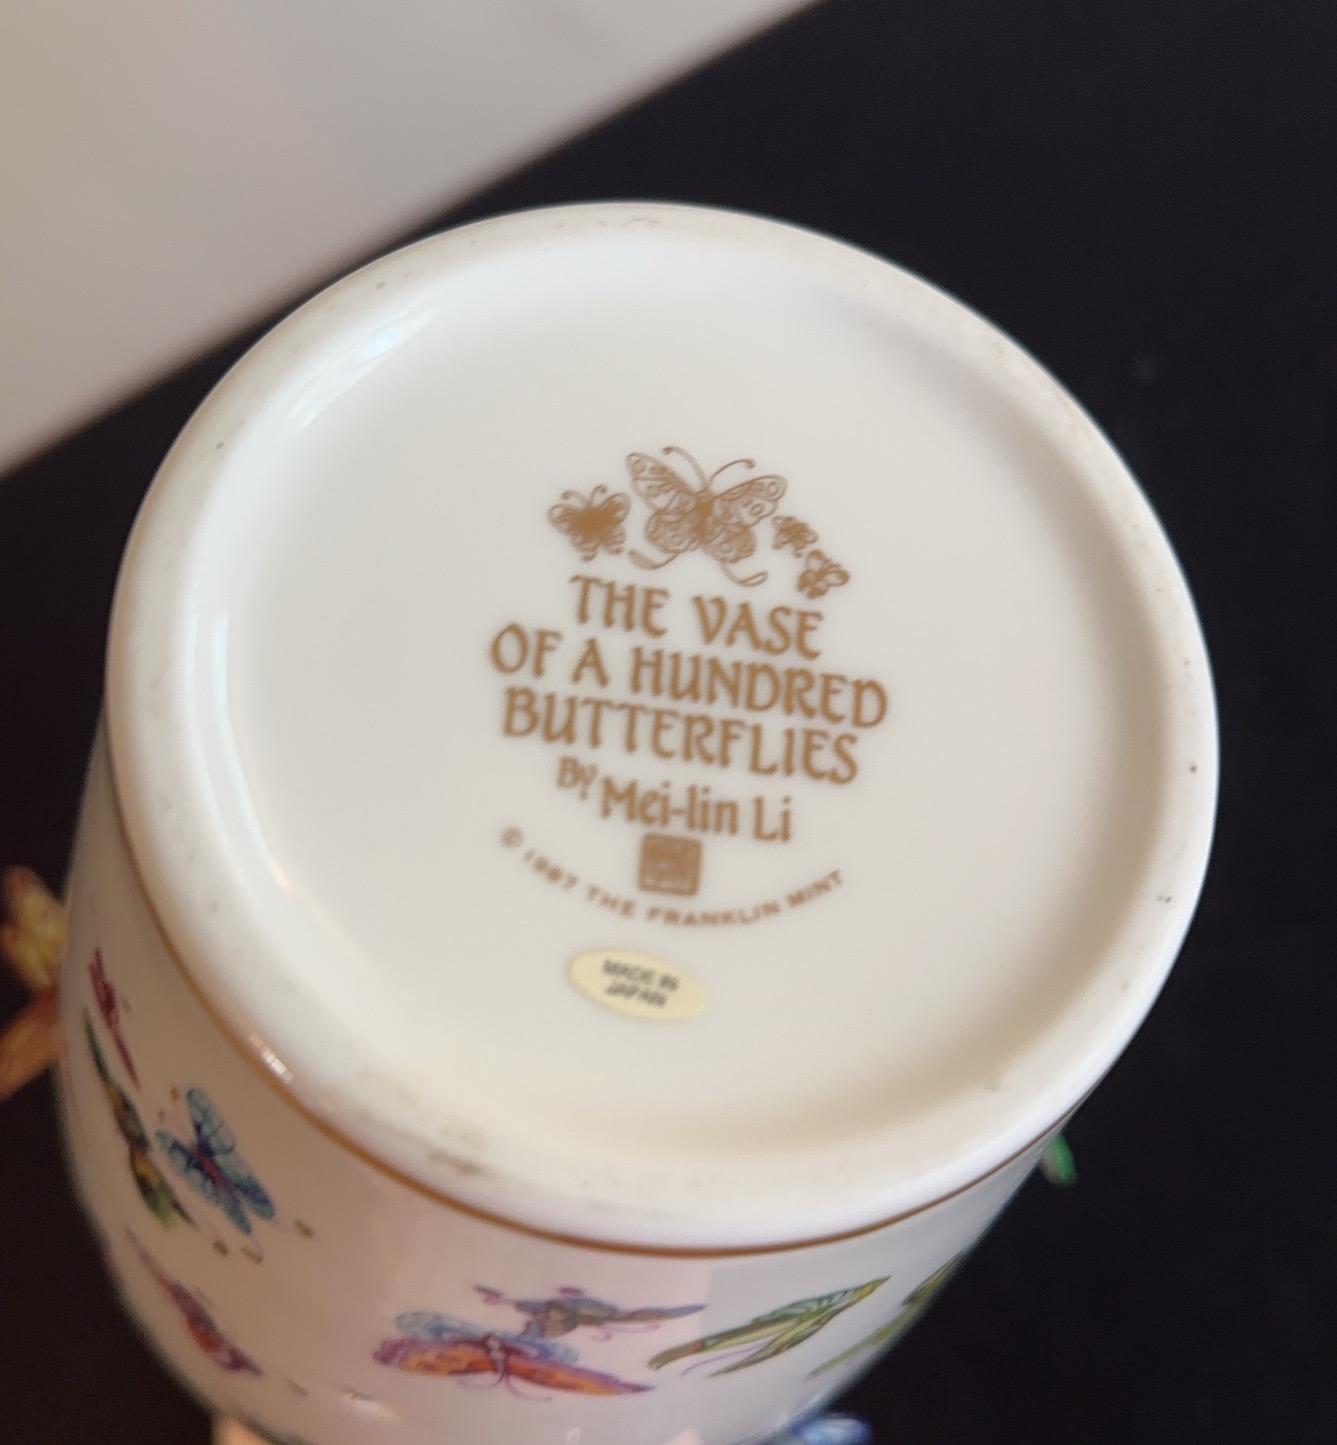 THE VASE
OF A HUNDRED
BUTTERFLIES
BY Mei-lin Li
© 1987 THE FRANKLIN MINT
MADE IN
JAPAN